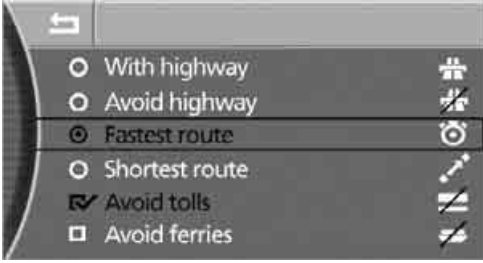 With highway
Avoid highway
Fastest route
Shortest route
Avoid tolls
Avoid ferries